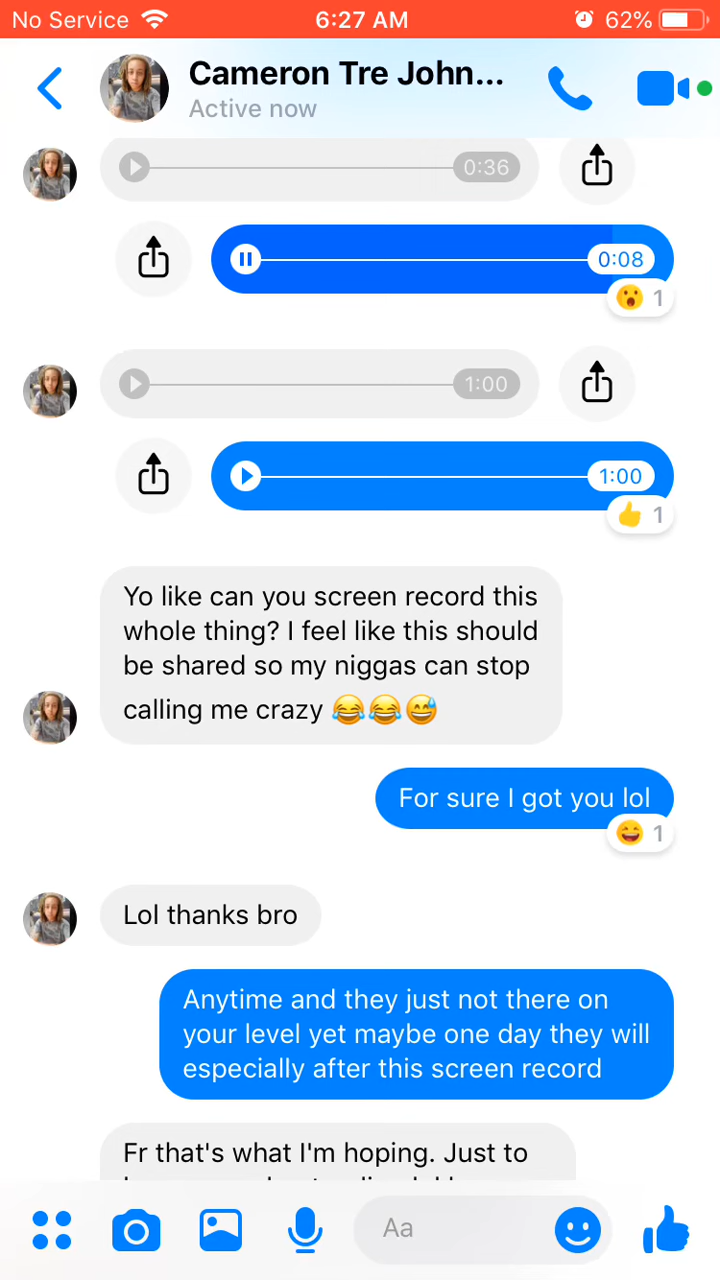 No Service 6:27 AM 62%
Cameron Tre John...
Active now
0:36
0:08
1
1:00
1:00
1
Yo like can you screen record this
whole thing? I feel like this should
be shared so my niggas can stop
calling me crazy 😂😂😅
For sure I got you lol
1
Lol thanks bro
Anytime and they just not there on
your level yet maybe one day they will
especially after this screen record
Fr that's what I'm hoping. Just to
Aa